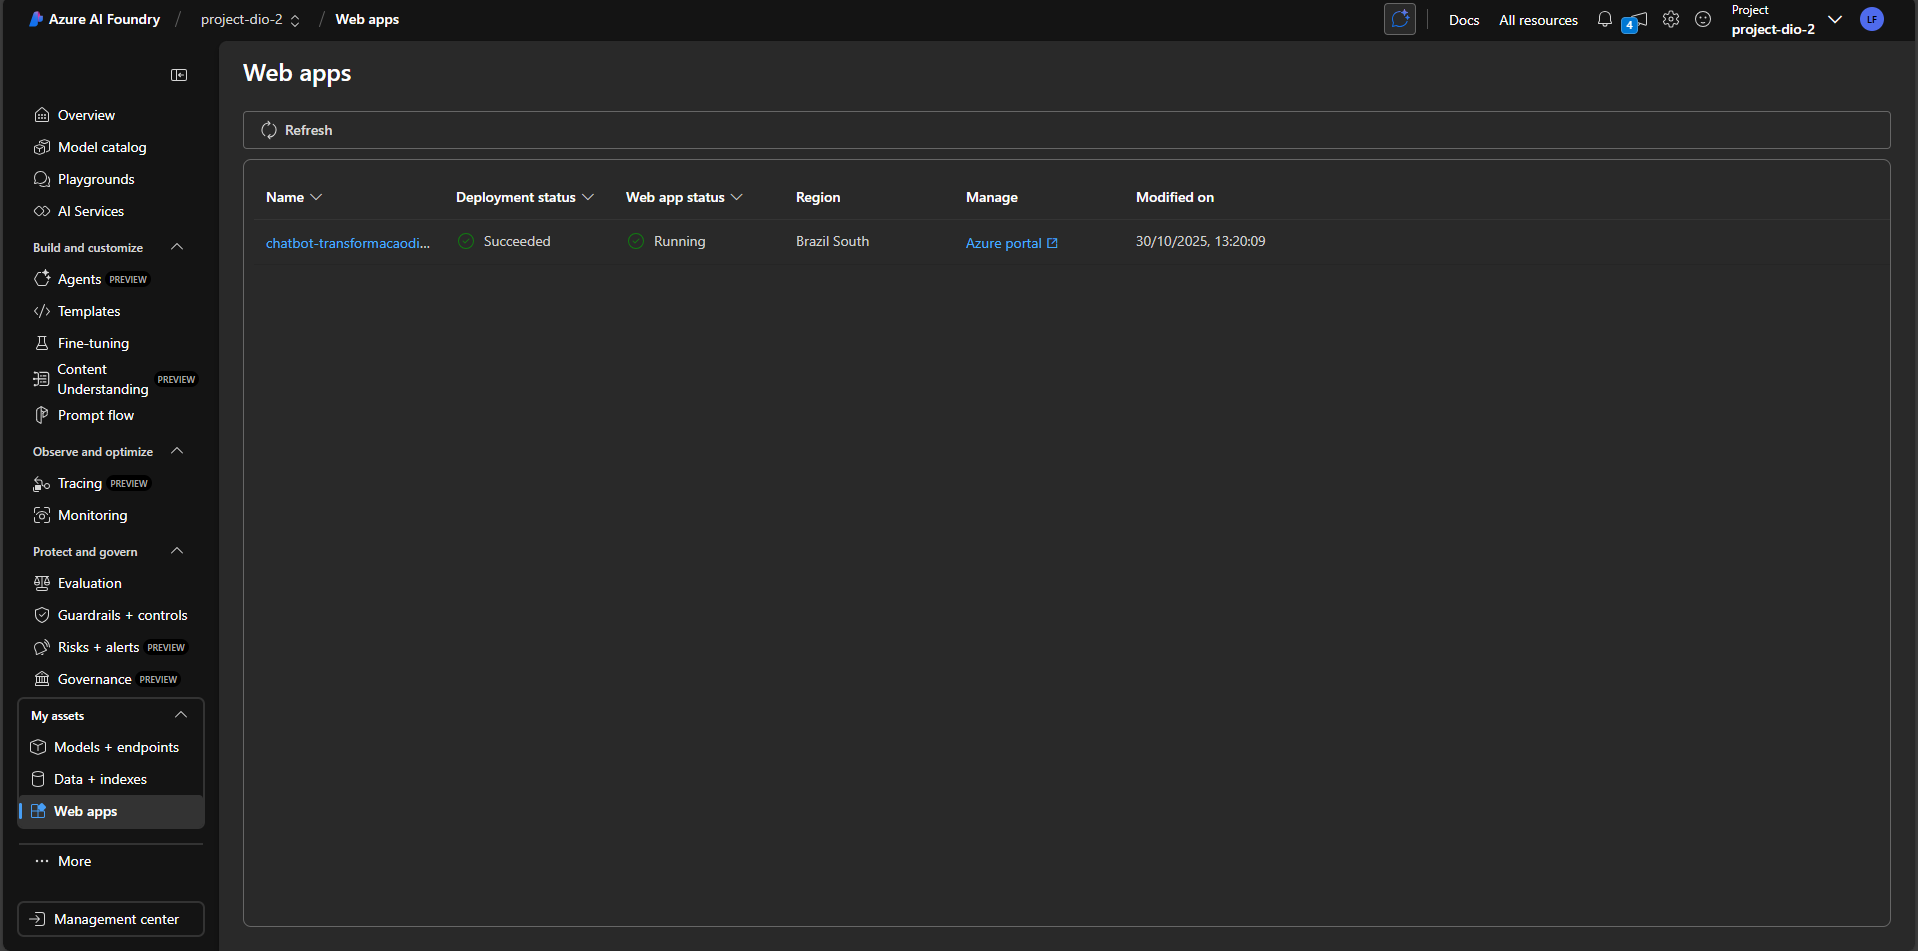 Azure AI Foundry / project-dio-2 / Web apps
Docs All resources 4 Project project-dio-2 LF
Overview
Model catalog
Playgrounds
AI Services
Build and customize
Agents PREVIEW
Templates
Fine-tuning
Content Understanding PREVIEW
Prompt flow
Observe and optimize
Tracing PREVIEW
Monitoring
Protect and govern
Evaluation
Guardrails + controls
Risks + alerts PREVIEW
Governance PREVIEW
My assets
Models + endpoints
Data + indexes
Web apps
More
Management center
Web apps
Refresh
Name Deployment status Web app status Region Manage Modified on
chatbot-transformacaodi... Succeeded Running Brazil South Azure portal 30/10/2025, 13:20:09